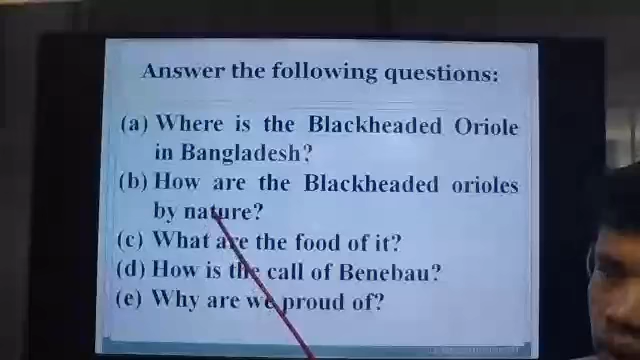 Answer the following questions:
(a) Where is the Blackheaded Oriole
in Bangladesh?
(b) How are the Blackheaded orioles
by nature?
(c) What are the food of it?
(d) How is the call of Benebau?
(e) Why are we proud of?